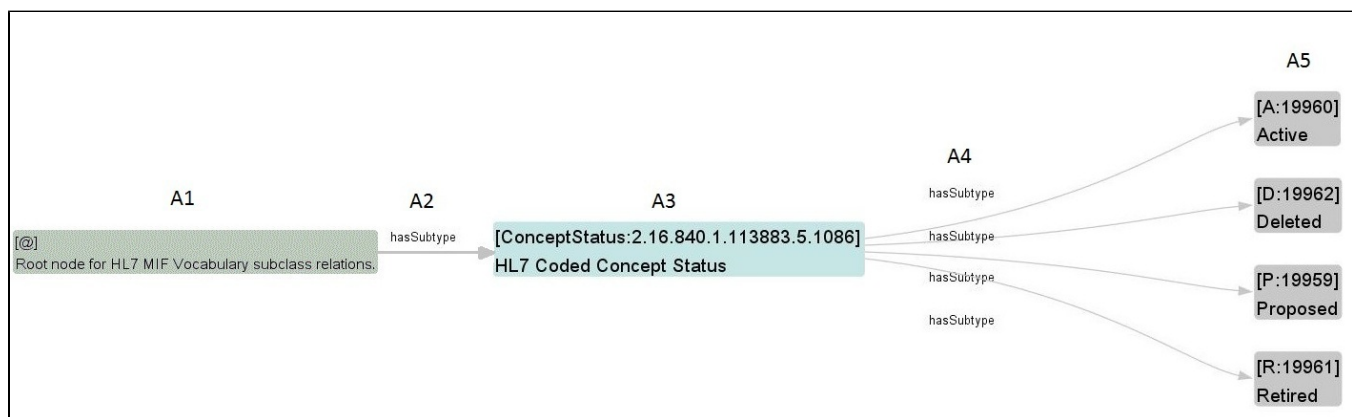 A5
[A:19960]
Active
A4
A1
A2
A3
hasSubtype
[D:19962]
Deleted
[@]
Root node for HL7 MIF Vocabulary subclass relations.
hasSubtype
[ConceptStatus:2.16.840.1.113883.5.1086]
HL7 Coded Concept Status
hasSubtype
hasSubtype
[P:19959]
Proposed
hasSubtype
[R:19961]
Retired